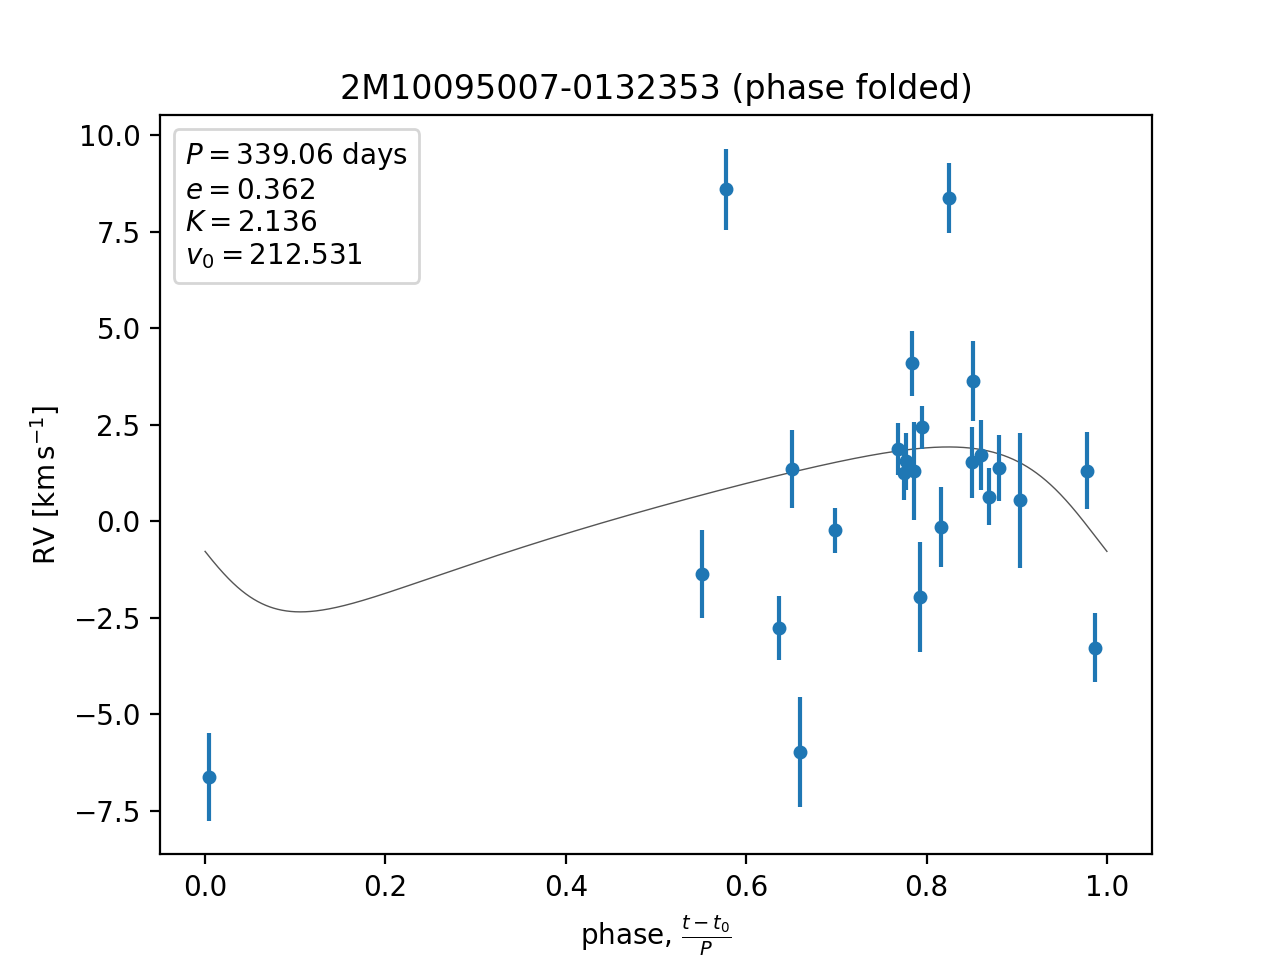 2M10095007-0132353 (phase folded)
P = 339.06 days
e = 0.362
K = 2.136
v₀ = 212.531
RV [km s⁻¹]
10.0
7.5
5.0
2.5
0.0
−2.5
−5.0
−7.5
0.0 0.2 0.4 0.6 0.8 1.0
phase, (t − t₀)/P